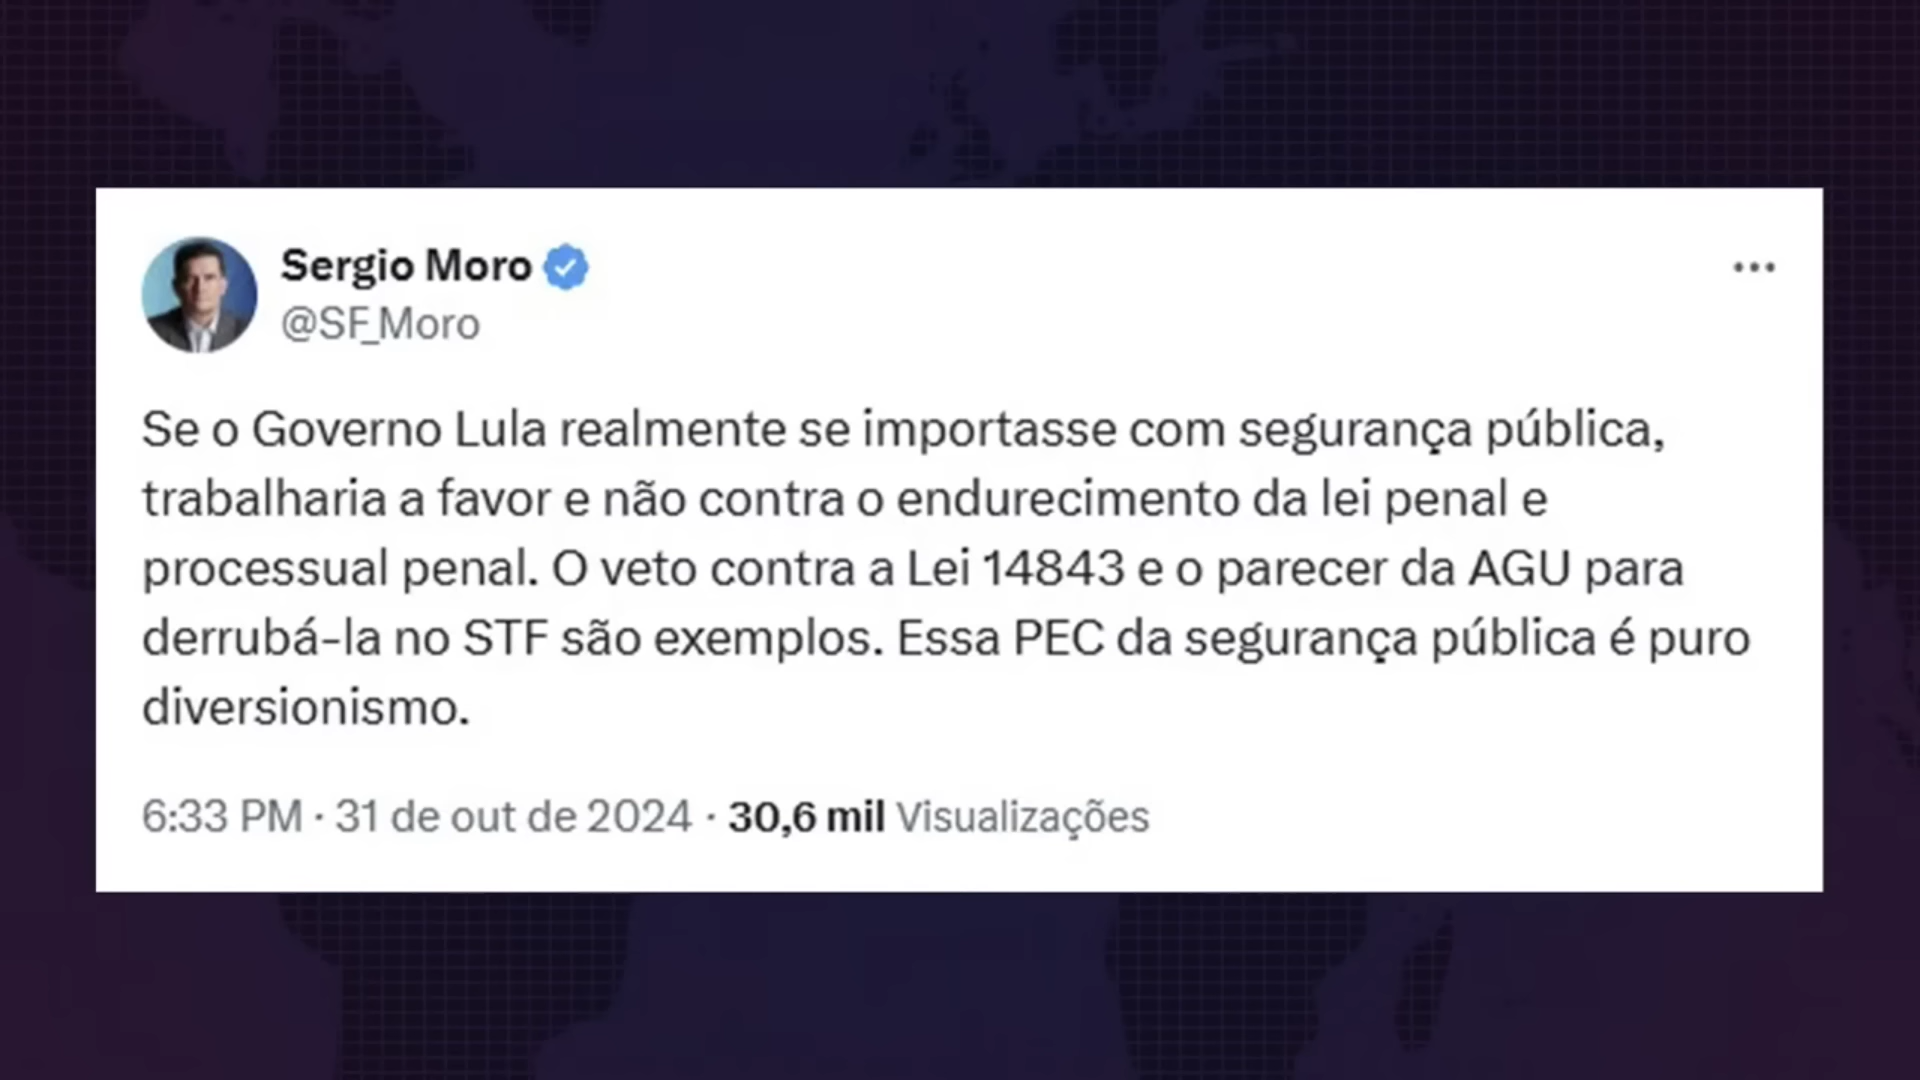 Sergio Moro
@SF_Moro
Se o Governo Lula realmente se importasse com segurança pública,
trabalharia a favor e não contra o endurecimento da lei penal e
processual penal. O veto contra a Lei 14843 e o parecer da AGU para
derrubá-la no STF são exemplos. Essa PEC da segurança pública é puro
diversionismo.
6:33 PM · 31 de out de 2024 · 30,6 mil Visualizações